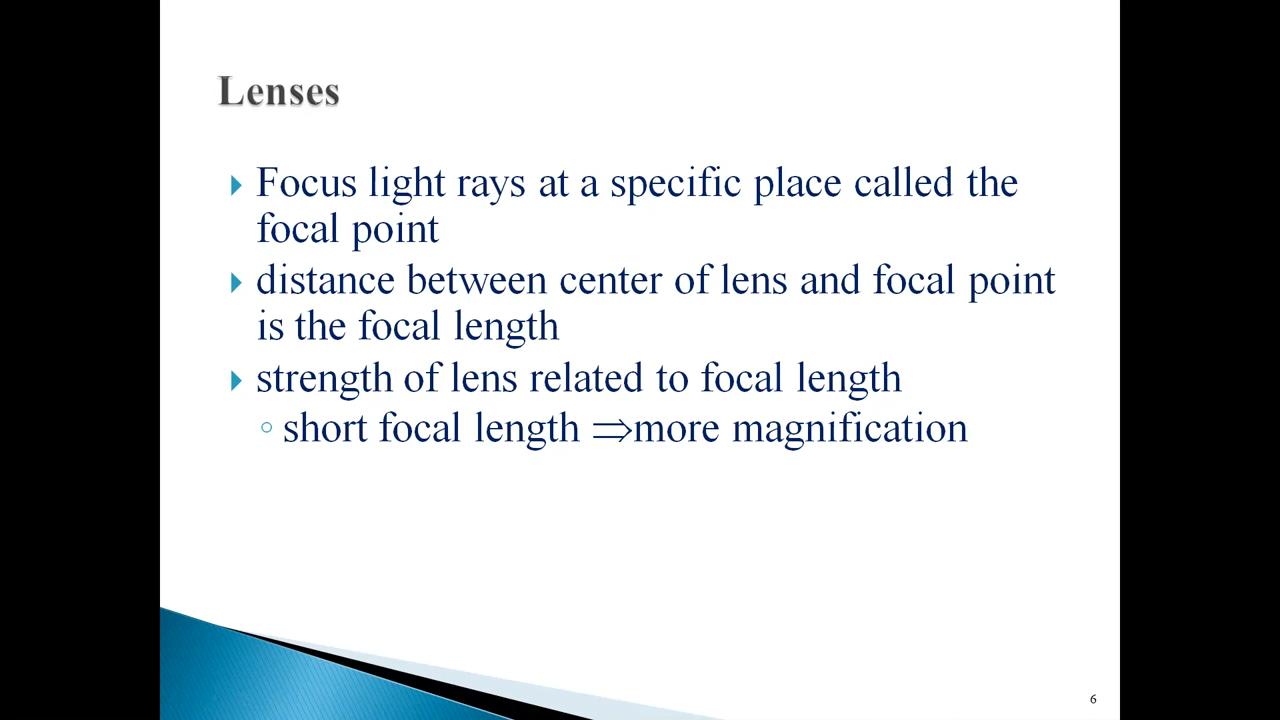 Lenses
Focus light rays at a specific place called the
focal point
distance between center of lens and focal point
is the focal length
strength of lens related to focal length
short focal length ⇒more magnification
6